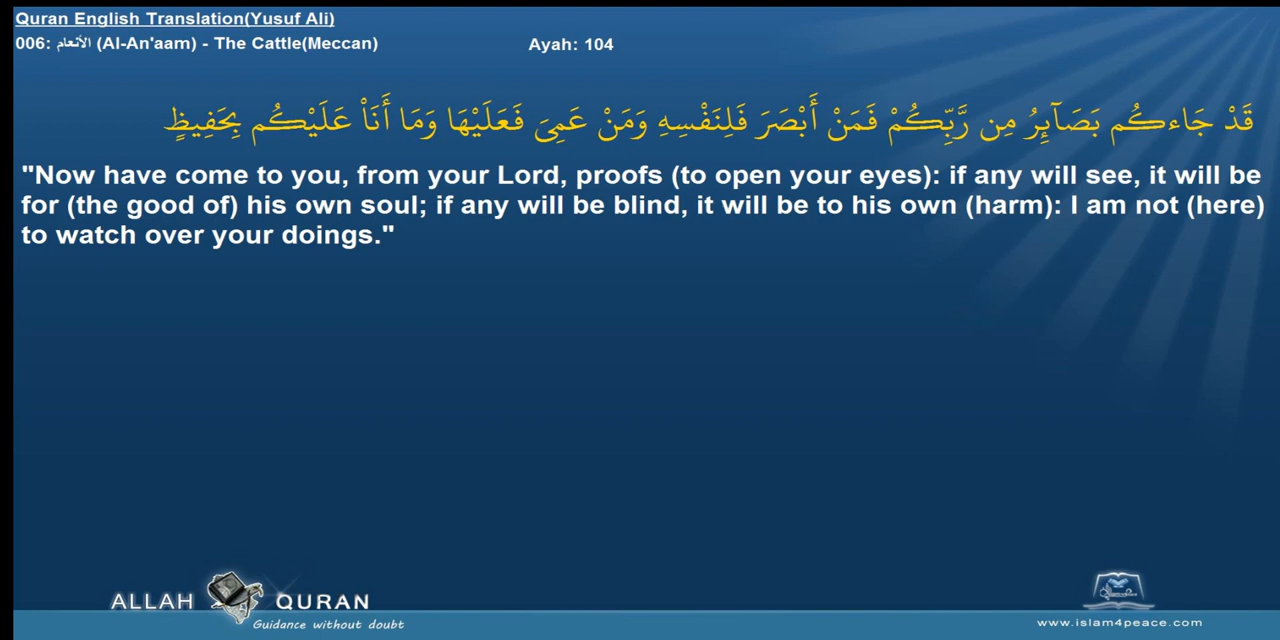 Quran English Translation(Yusuf Ali)
006: الأنعام (Al-An'aam) - The Cattle(Meccan) Ayah: 104
قَدْ جَاءكُم بَصَآئِرُ مِن رَّبِّكُمْ فَمَنْ أَبْصَرَ فَلِنَفْسِهِ وَمَنْ عَمِيَ فَعَلَيْهَا وَمَا أَنَاْ عَلَيْكُم بِحَفِيظٍ
"Now have come to you, from your Lord, proofs (to open your eyes): if any will see, it will be
for (the good of) his own soul; if any will be blind, it will be to his own (harm): I am not (here)
to watch over your doings."
ALLAH QURAN
Guidance without doubt
www.islam4peace.com